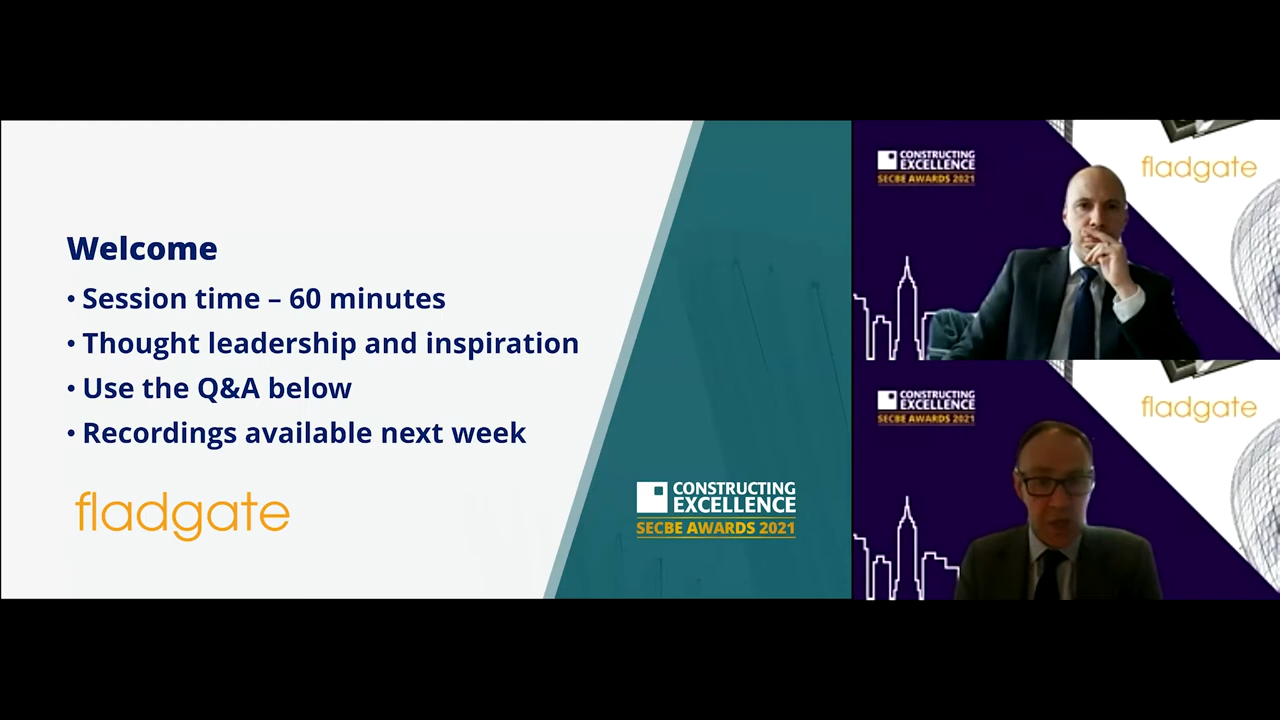 Welcome
• Session time – 60 minutes
• Thought leadership and inspiration
• Use the Q&A below
• Recordings available next week
fladgate
CONSTRUCTING
EXCELLENCE
SECBE AWARDS 2021
CONSTRUCTING
EXCELLENCE
SECBE AWARDS 2021
fladgate
CONSTRUCTING
EXCELLENCE
SECBE AWARDS 2021
fladgate